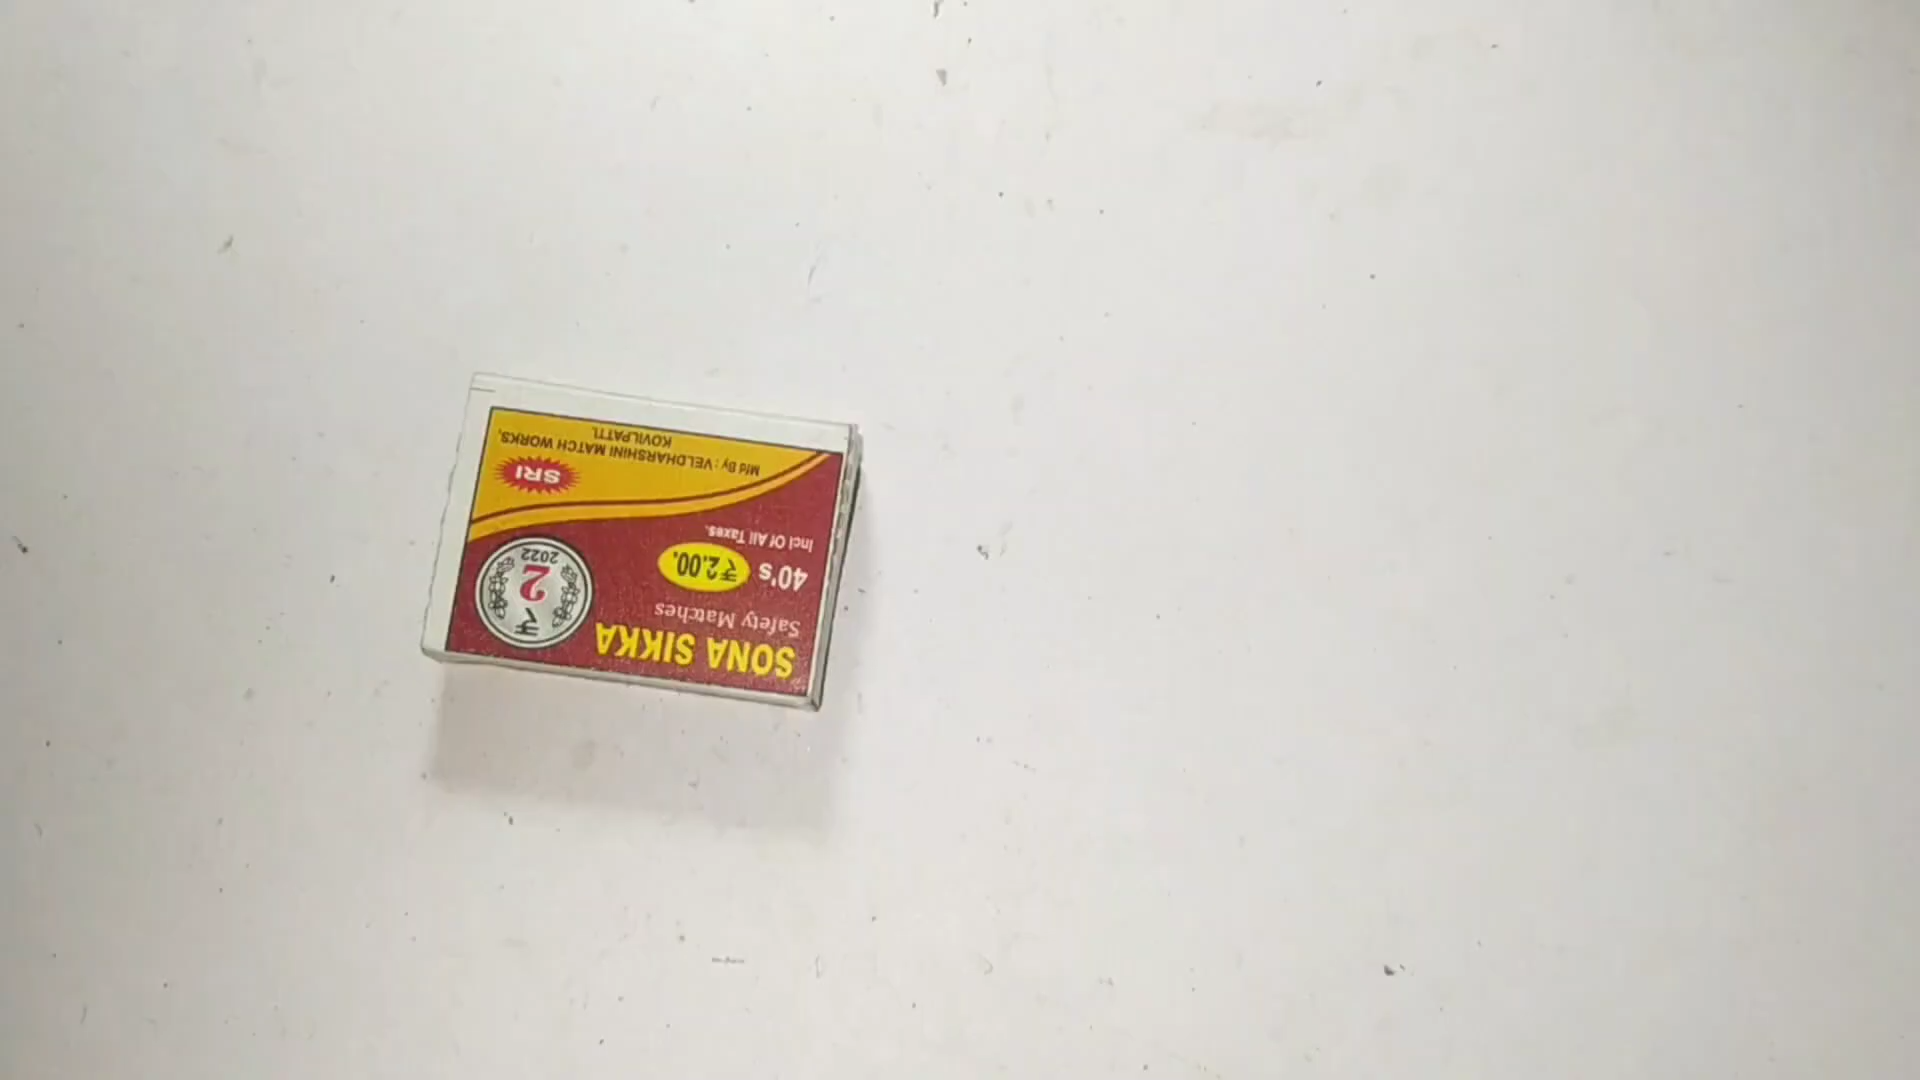 SONA SIKKA
Safety Matches
40's ₹2.00.
Incl Of All Taxes.
₹
2
2022
SRI
Mfd By : VELDHARSHINI MATCH WORKS,
KOVILPATTI.